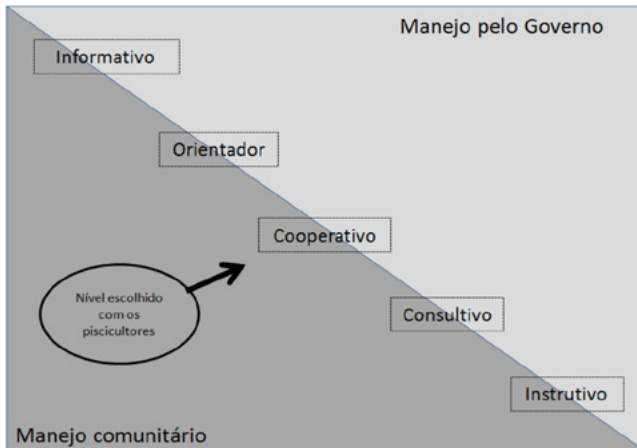 Manejo pelo Governo
Informativo
Orientador
Cooperativo
Nível escolhido
com os
piscicultores
Consultivo
Instrutivo
Manejo comunitário